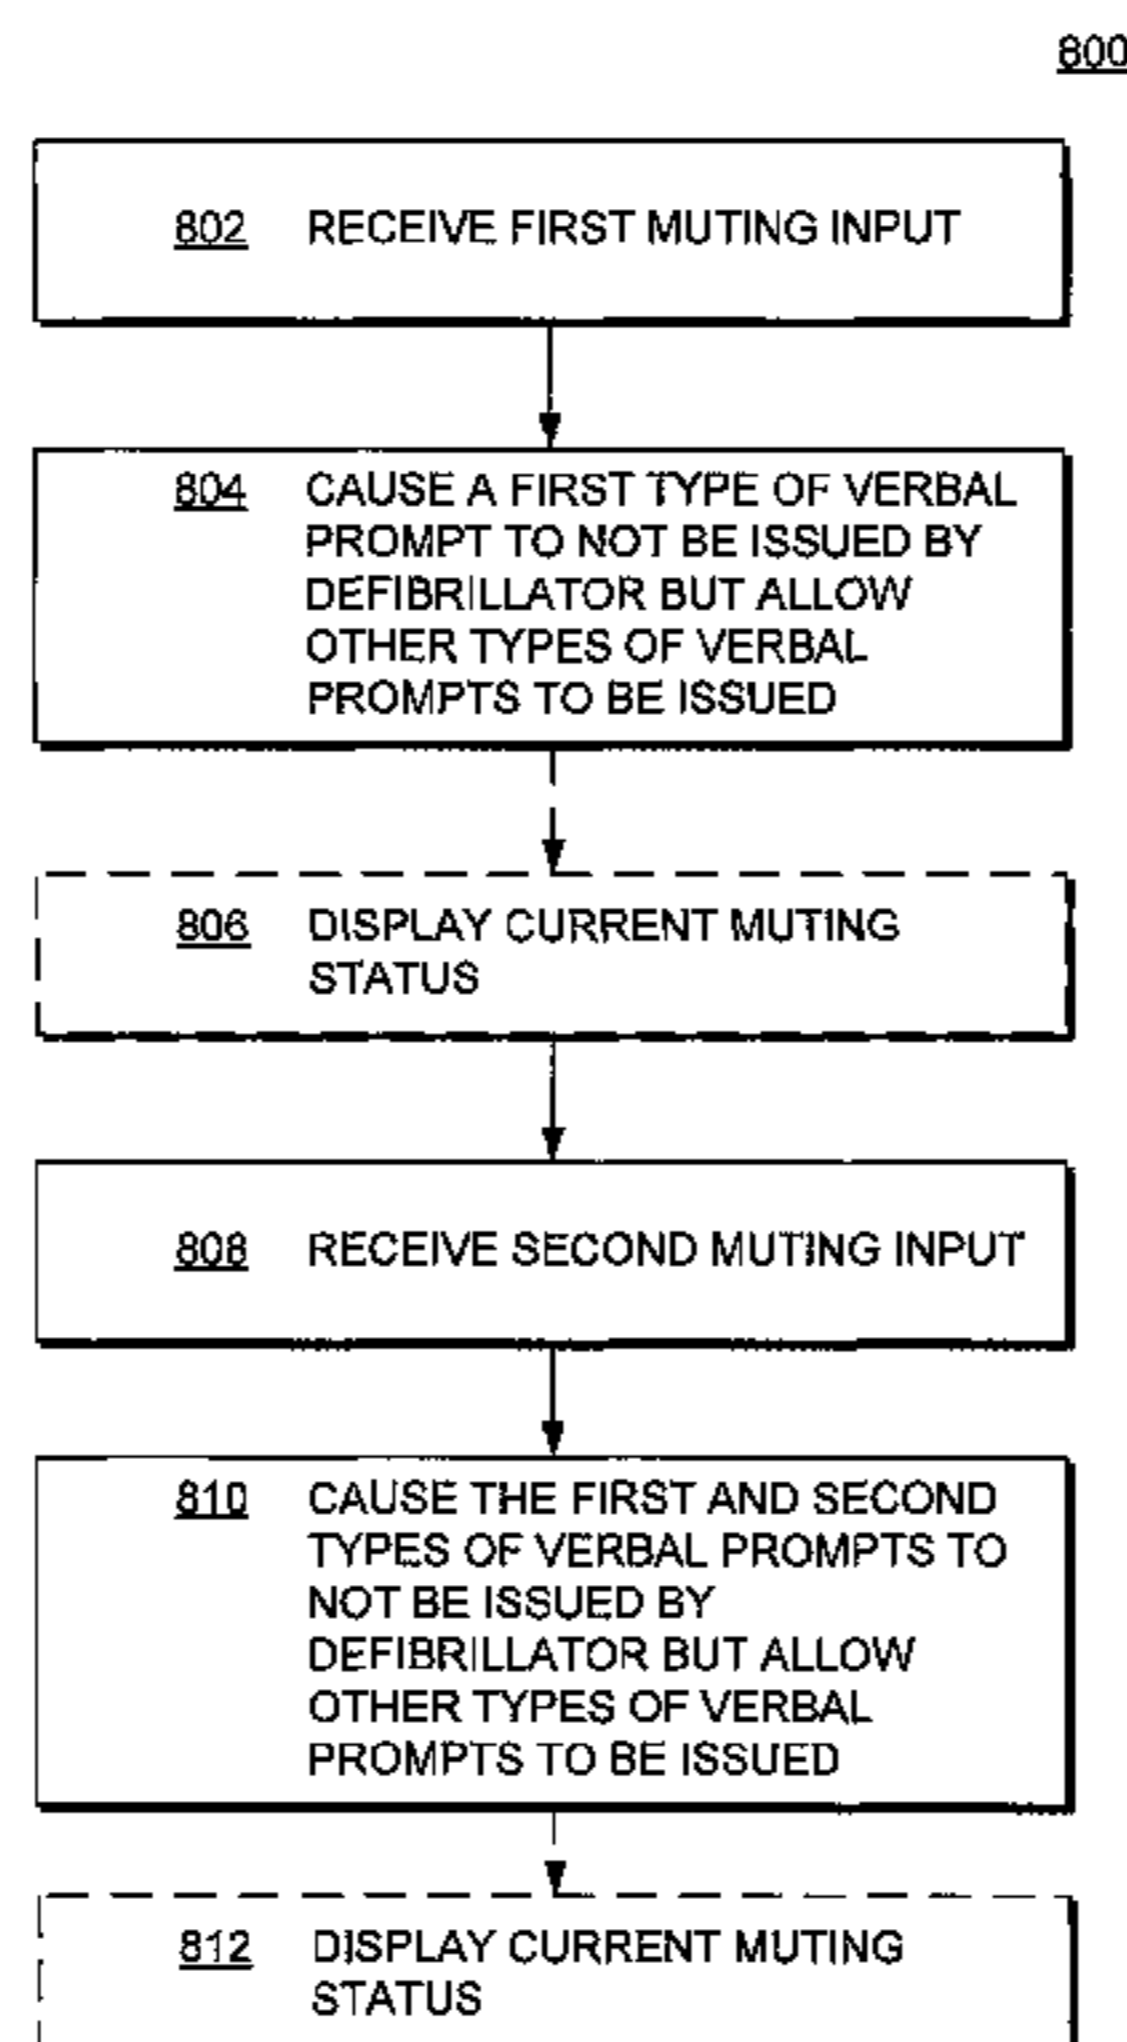 800
802 RECEIVE FIRST MUTING INPUT
804 CAUSE A FIRST TYPE OF VERBAL
PROMPT TO NOT BE ISSUED BY
DEFIBRILLATOR BUT ALLOW
OTHER TYPES OF VERBAL
PROMPTS TO BE ISSUED
806 DISPLAY CURRENT MUTING
STATUS
808 RECEIVE SECOND MUTING INPUT
810 CAUSE THE FIRST AND SECOND
TYPES OF VERBAL PROMPTS TO
NOT BE ISSUED BY
DEFIBRILLATOR BUT ALLOW
OTHER TYPES OF VERBAL
PROMPTS TO BE ISSUED
812 DISPLAY CURRENT MUTING
STATUS